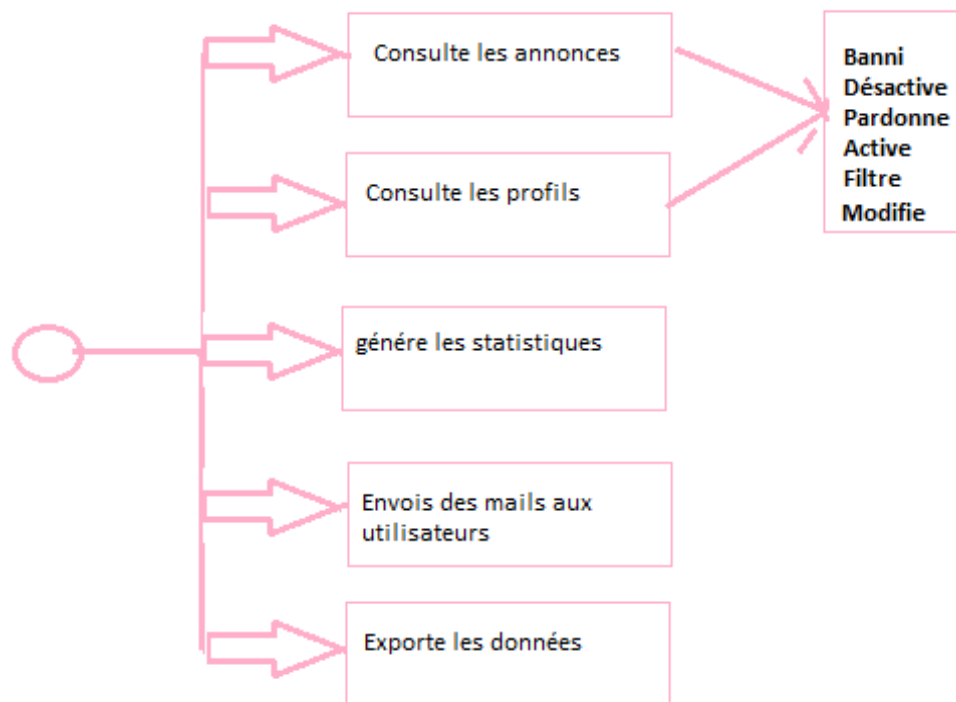 Consulte les annonces
Banni
Désactive
Pardonne
Active
Filtre
Modifie
Consulte les profils
génére les statistiques
Envois des mails aux
utilisateurs
Exporte les données